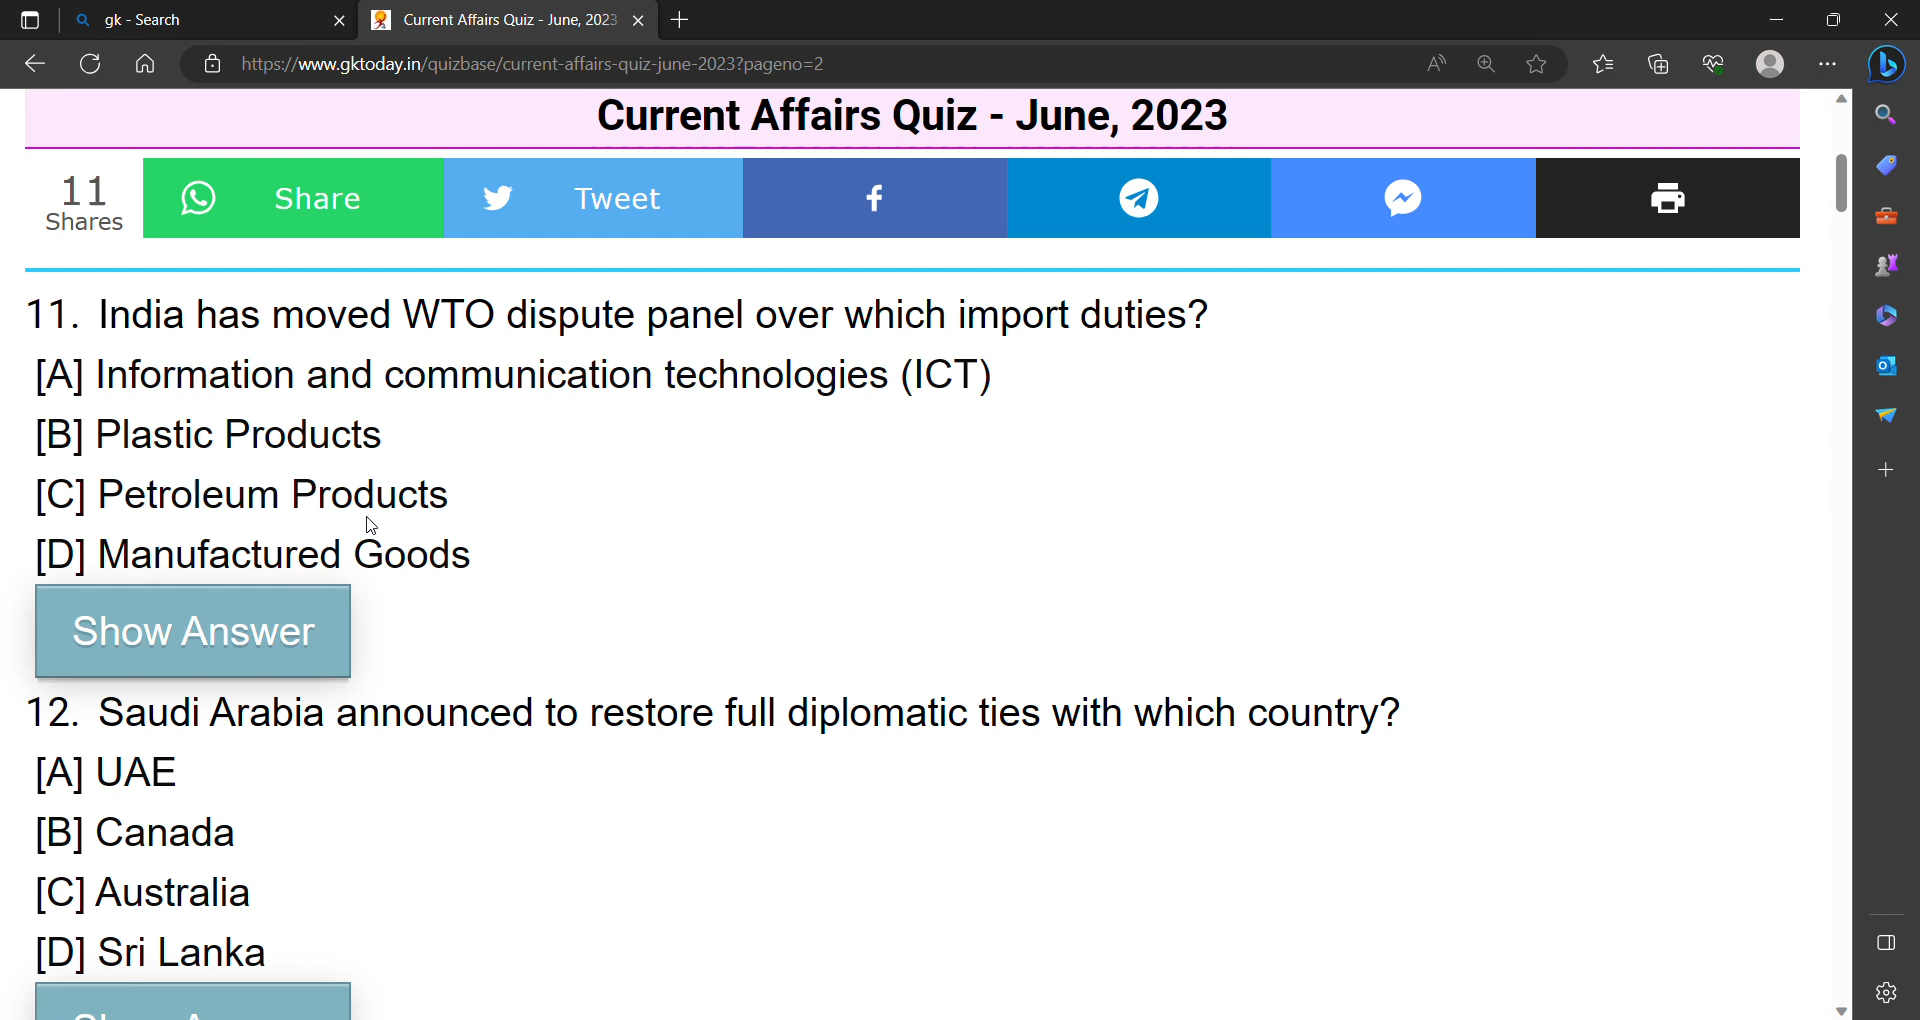 gk - Search
Current Affairs Quiz - June, 2023
https://www.gktoday.in/quizbase/current-affairs-quiz-june-2023?pageno=2
Current Affairs Quiz - June, 2023
11
Shares
Share
Tweet
11. India has moved WTO dispute panel over which import duties?
[A] Information and communication technologies (ICT)
[B] Plastic Products
[C] Petroleum Products
[D] Manufactured Goods
Show Answer
12. Saudi Arabia announced to restore full diplomatic ties with which country?
[A] UAE
[B] Canada
[C] Australia
[D] Sri Lanka